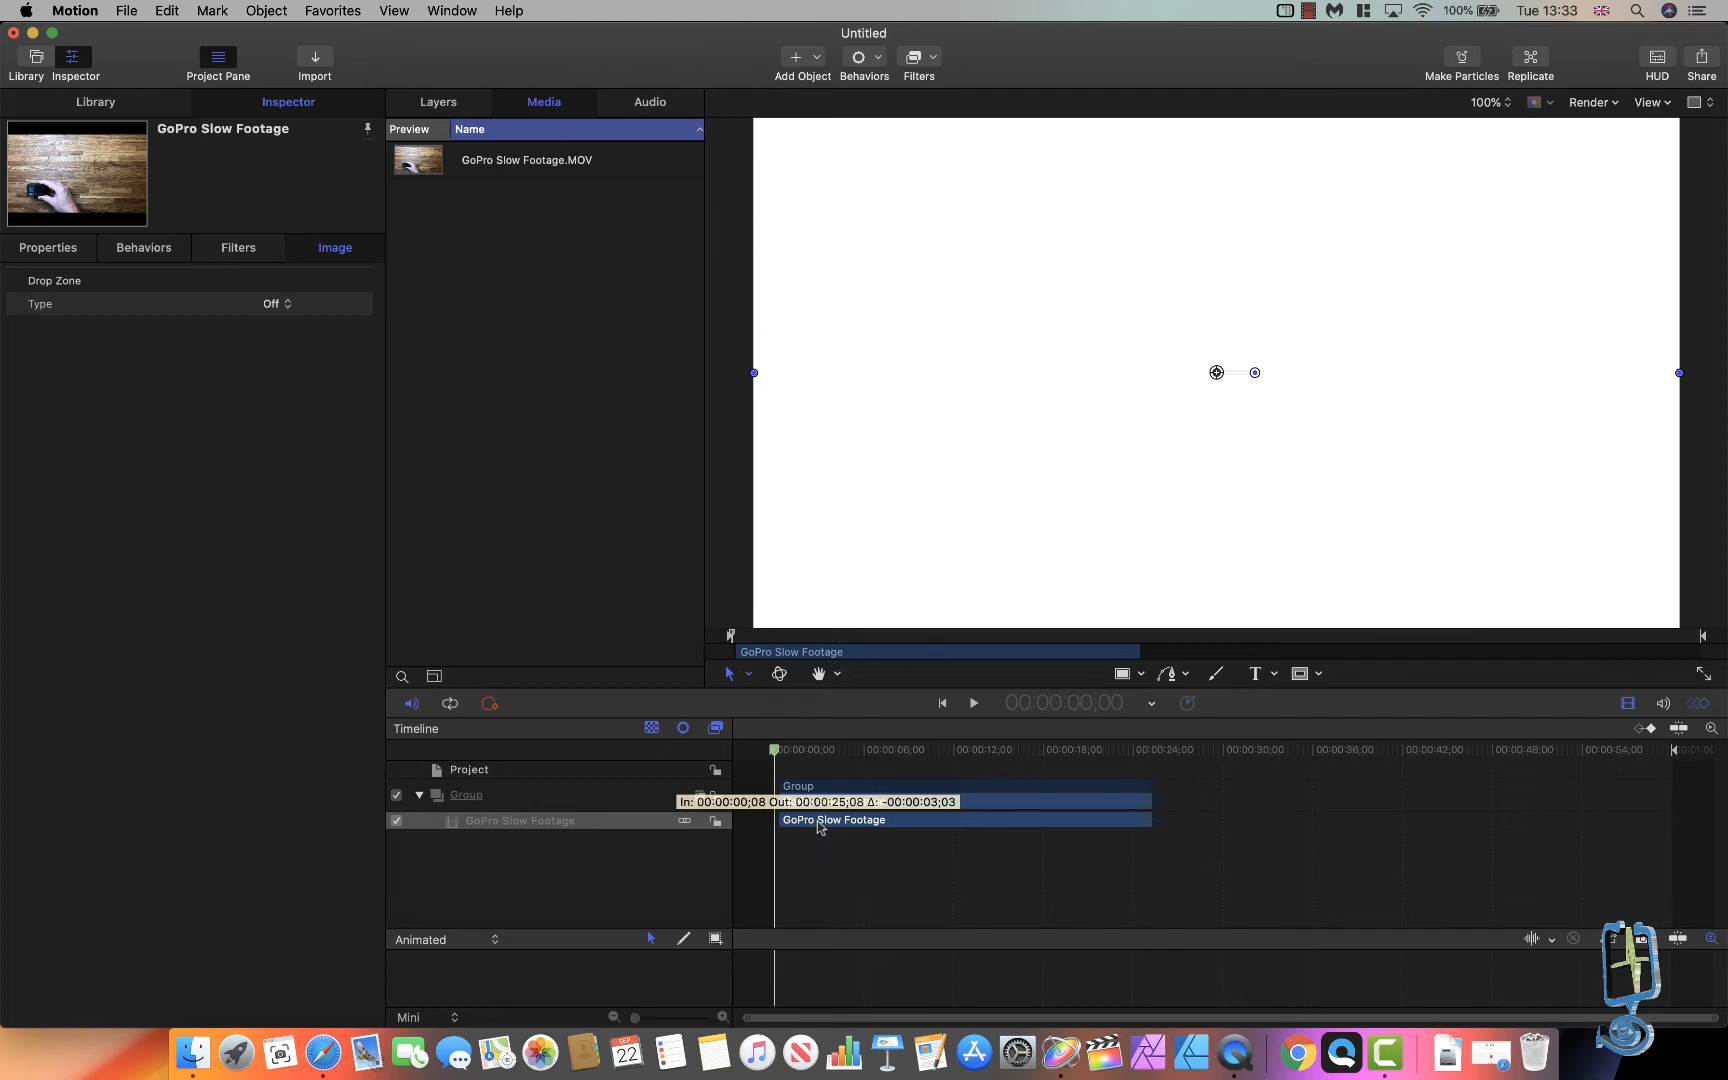 Motion File Edit Mark Object Favorites View Window Help 100% Tue 13:33
Untitled
Library Inspector Project Pane Import Add Object Behaviors Filters Make Particles Replicate HUD Share
Library Inspector Layers Media Audio 100% Render View
GoPro Slow Footage
Preview Name
GoPro Slow Footage.MOV
Properties Behaviors Filters Image
Drop Zone
Type Off
GoPro Slow Footage
T
00:00:00;00
Timeline
00:00:00;00 00:00:06;00 00:00:12;00 00:00:18;00 00:00:24;00 00:00:30;00 00:00:36;00 00:00:42;00 00:00:48;00 00:00:54;00
Project
Group
Group
In: 00:00:00;08 Out: 00:00:25;08 Δ: -00:00:03;03
GoPro Slow Footage
GoPro Slow Footage
Animated
Mini
SEP
22